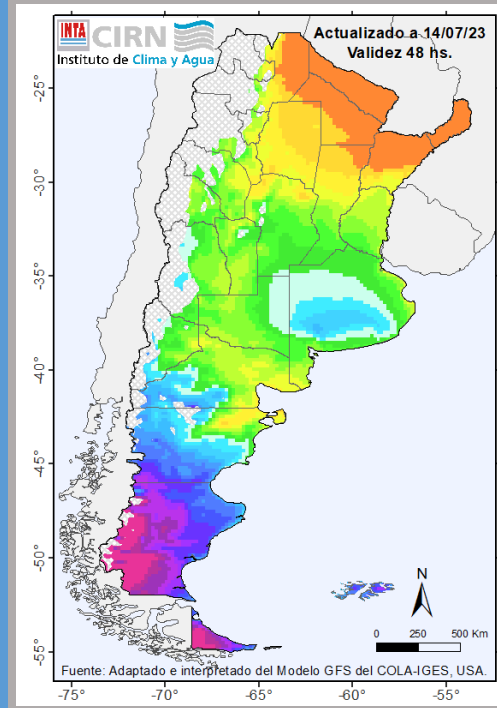 INTA CIRN
Instituto de Clima y Agua
Actualizado a 14/07/23
Validez 48 hs.
-25°
-30°
-35°
-40°
-45°
-50°
-55°
N
0 250 500 Km
Fuente: Adaptado e interpretado del Modelo GFS del COLA-IGES, USA.
-75° -70° -65° -60° -55°